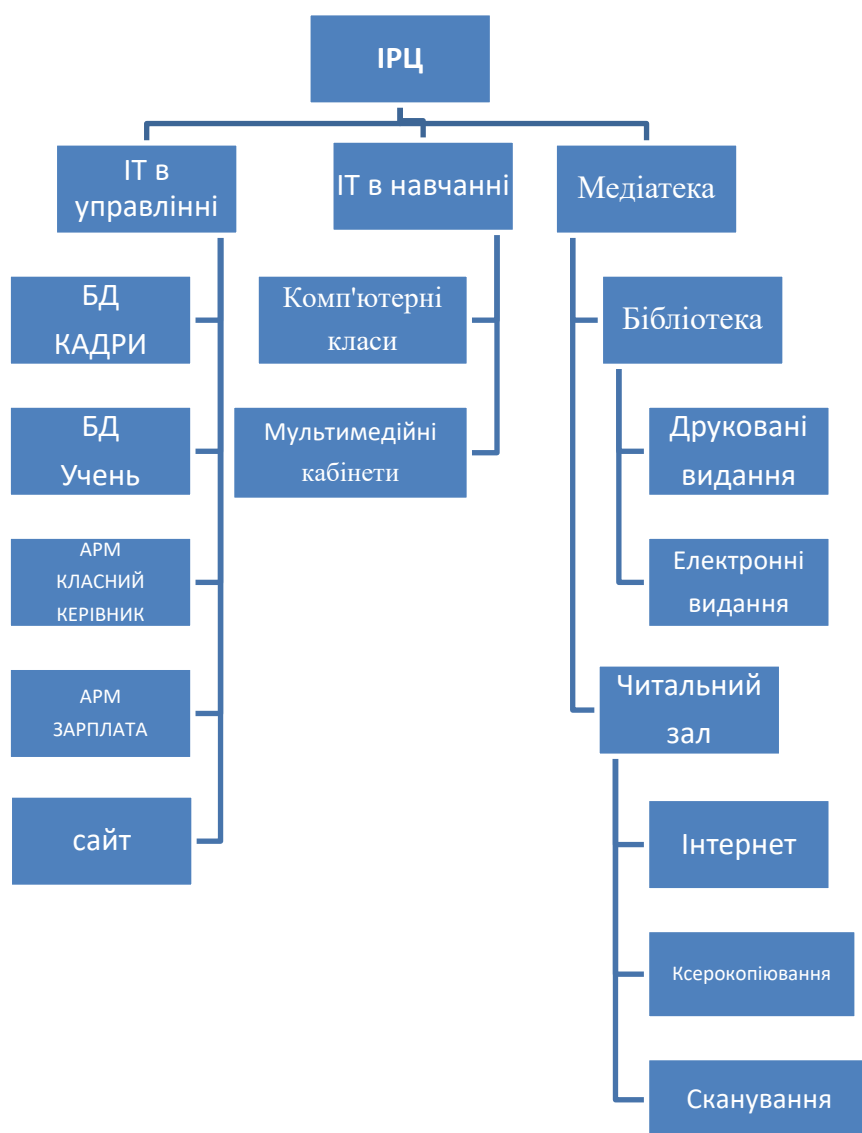 ІРЦ
ІТ в
управлінні
ІТ в навчанні
Медіатека
БД
КАДРИ
БД
Учень
АРМ
КЛАСНИЙ
КЕРІВНИК
АРМ
ЗАРПЛАТА
сайт
Комп'ютерні
класи
Мультимедійні
кабінети
Бібліотека
Друковані
видання
Електронні
видання
Читальний
зал
Інтернет
Ксерокопіювання
Сканування